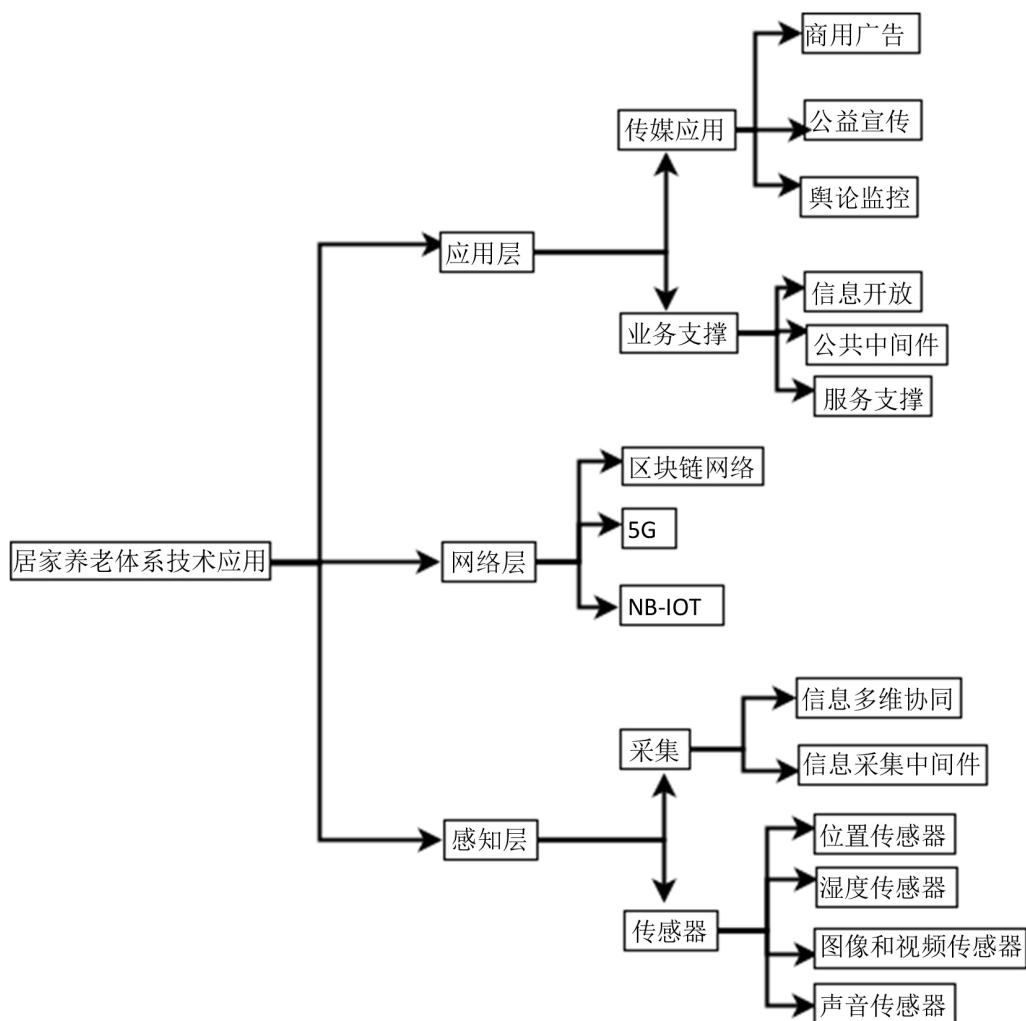 居家养老体系技术应用
应用层
传媒应用
商用广告
公益宣传
舆论监控
业务支撑
信息开放
公共中间件
服务支撑
网络层
区块链网络
5G
NB-IOT
感知层
采集
信息多维协同
信息采集中间件
传感器
位置传感器
湿度传感器
图像和视频传感器
声音传感器